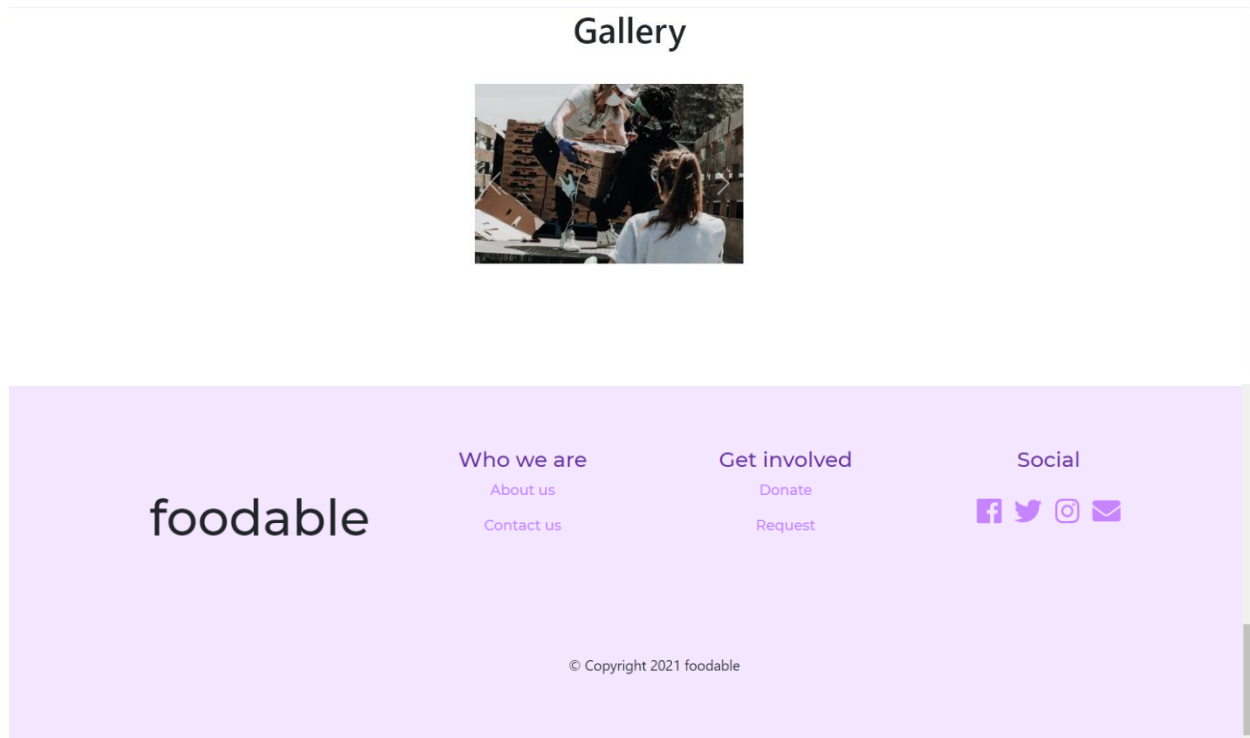 Gallery
foodable
Who we are
About us
Contact us
Get involved
Donate
Request
Social
© Copyright 2021 foodable